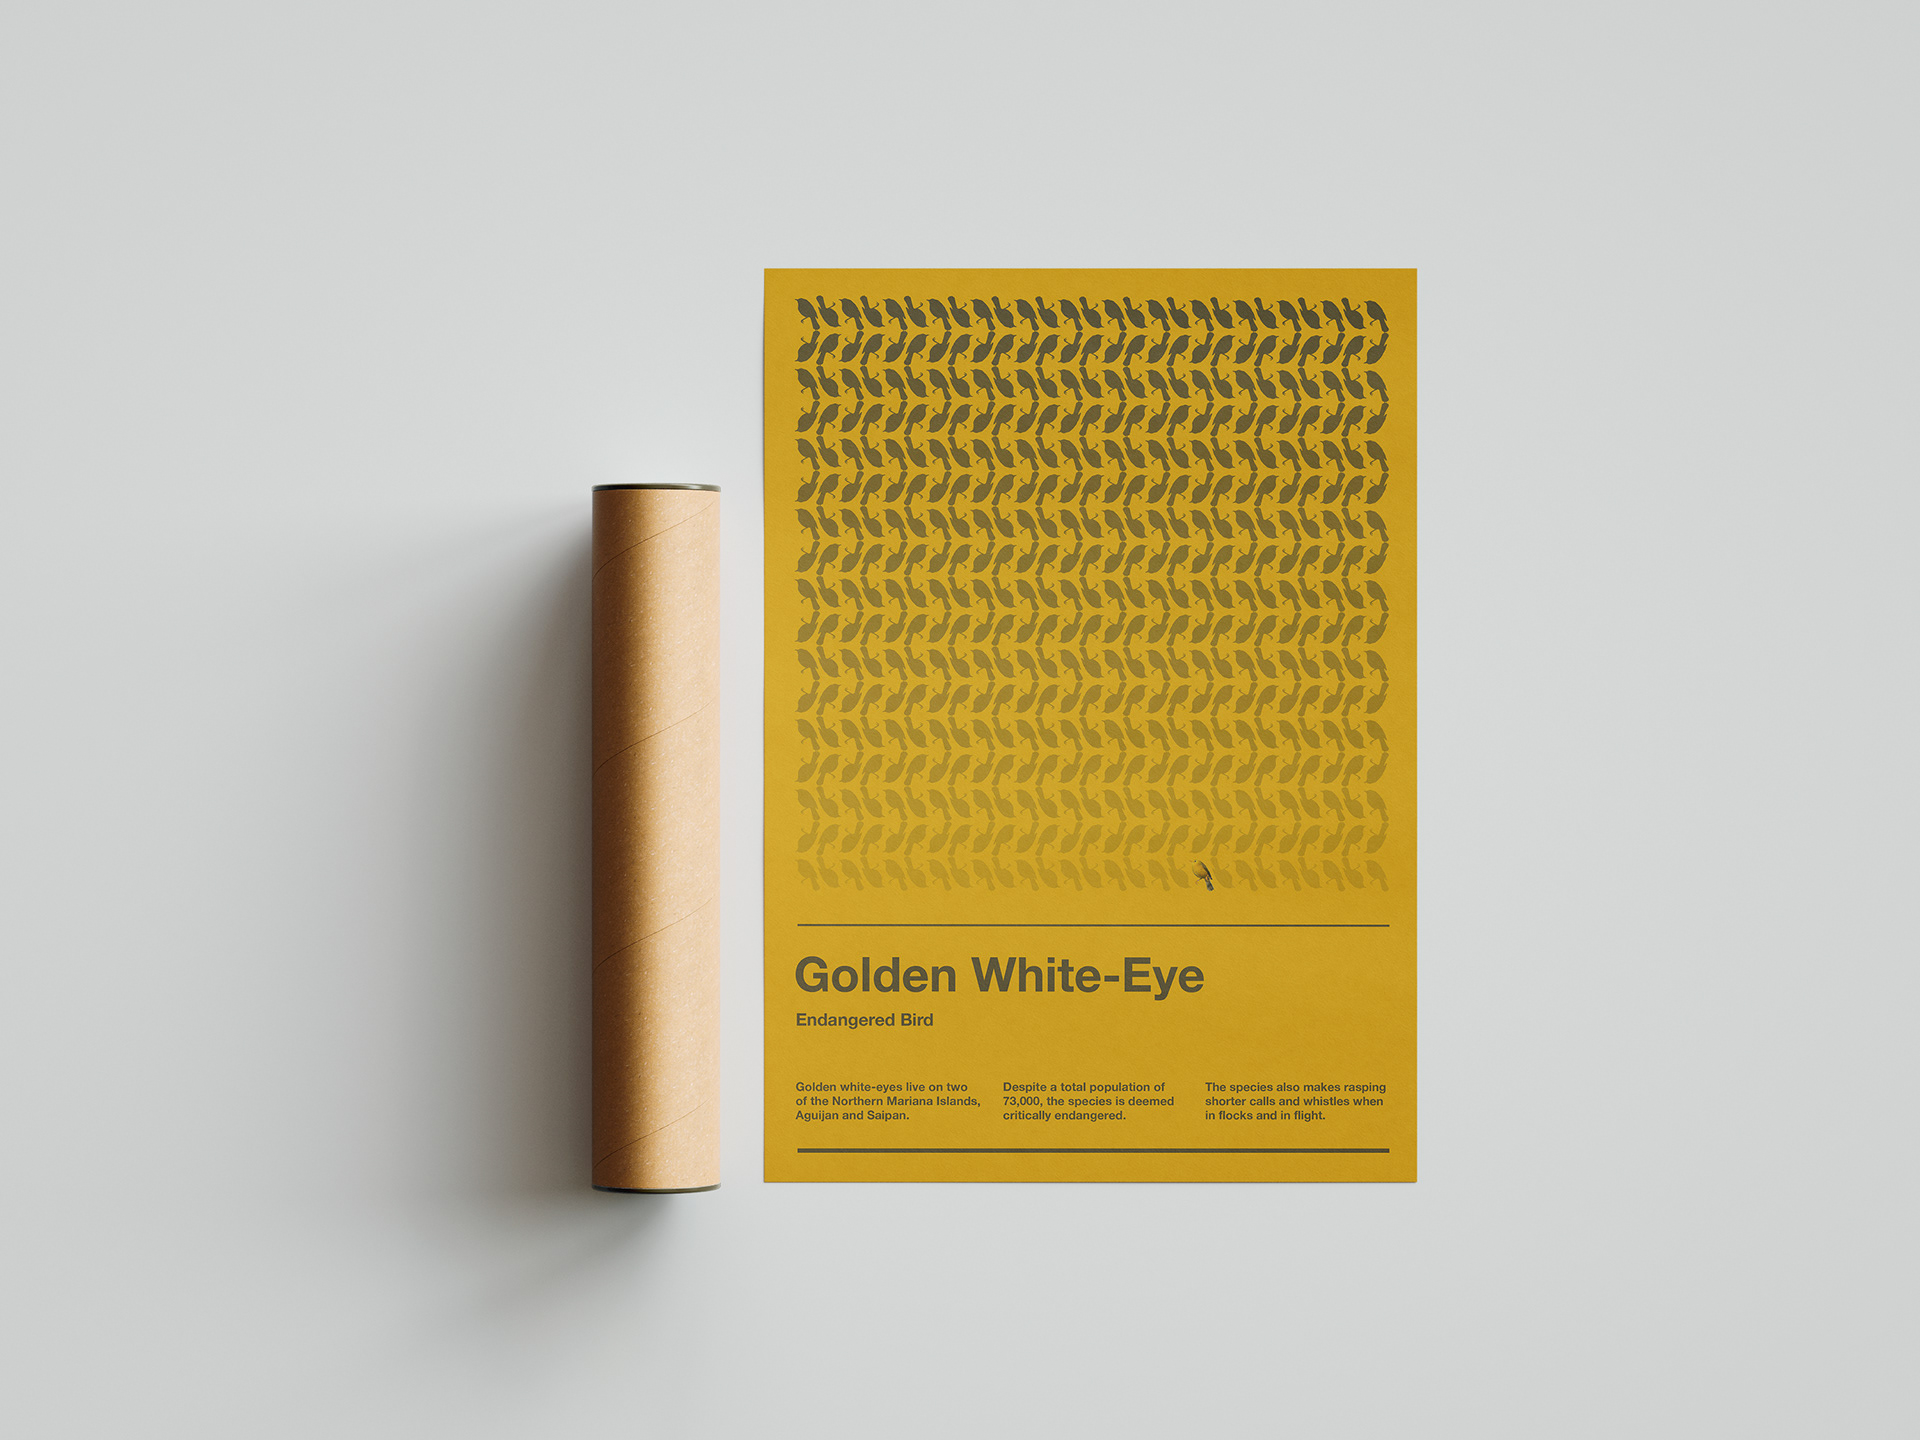 Golden White-Eye
Endangered Bird
Golden white-eyes live on two
of the Northern Mariana Islands,
Aguijan and Saipan.
Despite a total population of
73,000, the species is deemed
critically endangered.
The species also makes rasping
shorter calls and whistles when
in flocks and in flight.